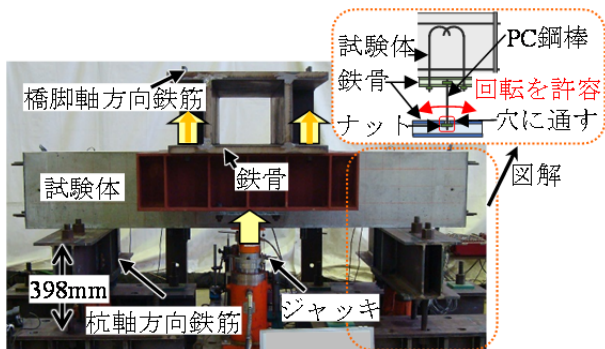 試験体
PC鋼棒
鉄骨
回転を許容
ナット
穴に通す
橋脚軸方向鉄筋
鉄骨
試験体
図解
398mm
ジャッキ
杭軸方向鉄筋